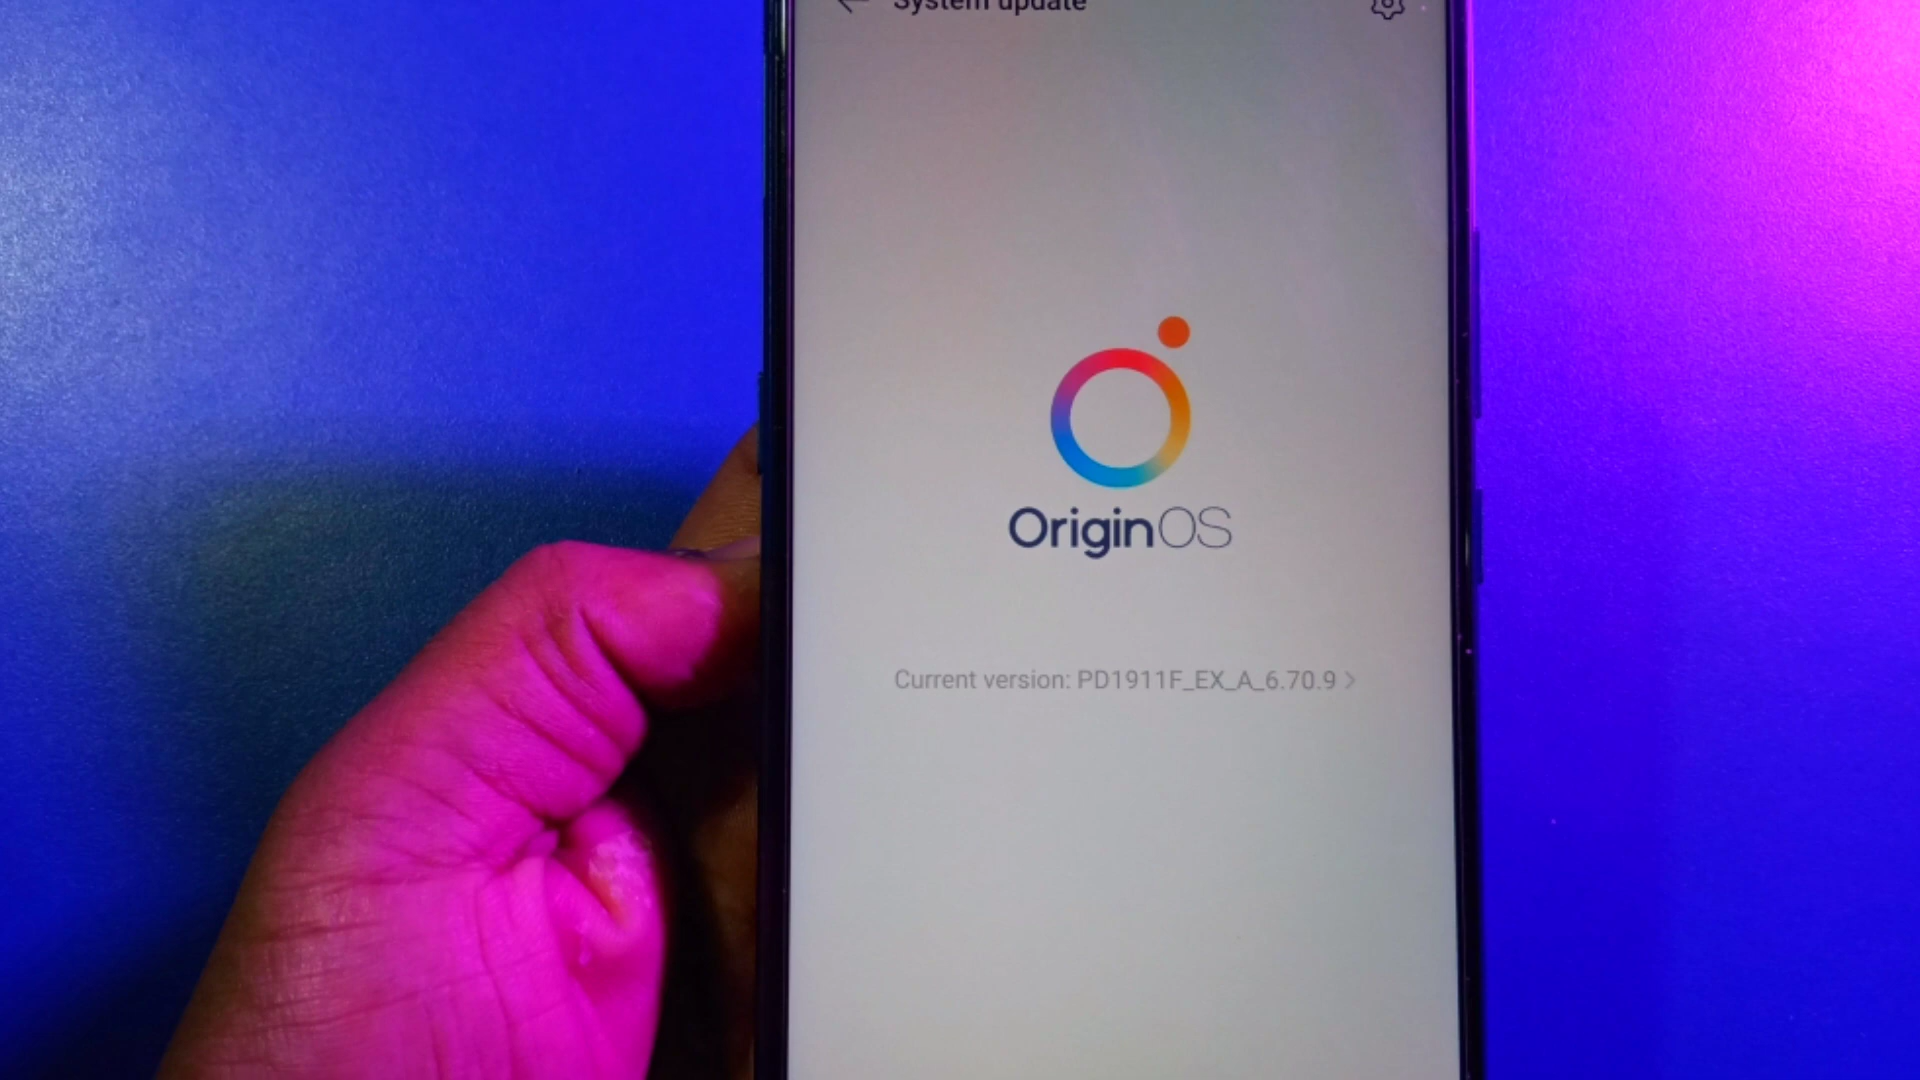 System update
OriginOS
Current version: PD1911F_EX_A_6.70.9 >